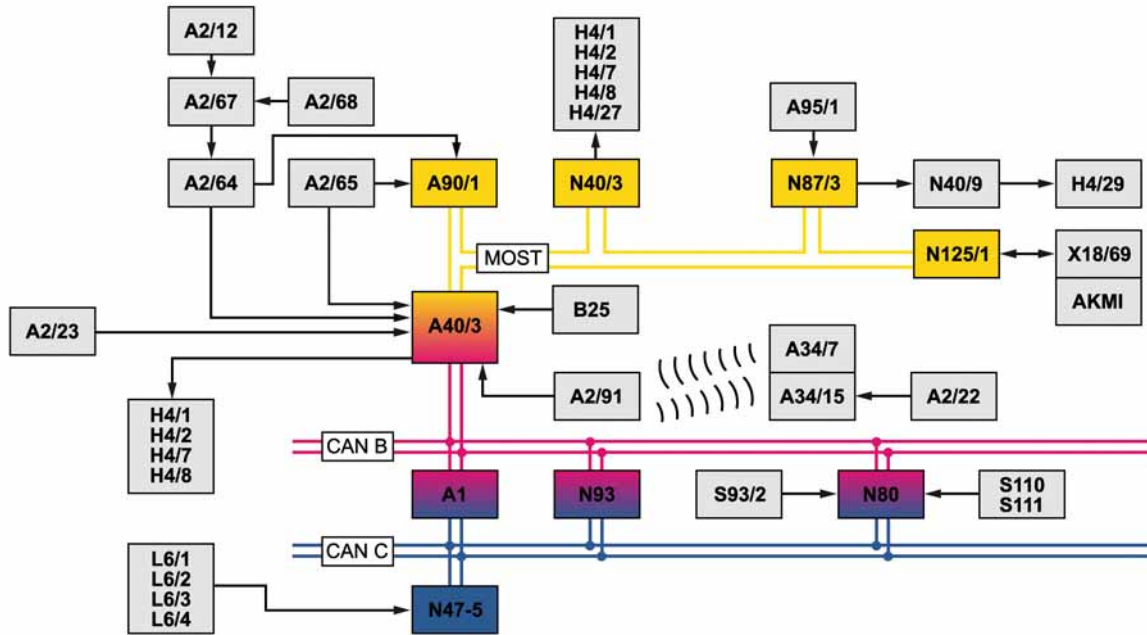 A2/12
H4/1
H4/2
H4/7
H4/8
H4/27
A2/67
A2/68
A95/1
A2/64
A2/65
A90/1
N40/3
N87/3
N40/9
H4/29
MOST
N125/1
X18/69
AKMI
A2/23
A40/3
B25
A34/7
A2/91
A34/15
A2/22
H4/1
H4/2
H4/7
H4/8
CAN B
A1
N93
S93/2
N80
S110
S111
CAN C
L6/1
L6/2
L6/3
L6/4
N47-5